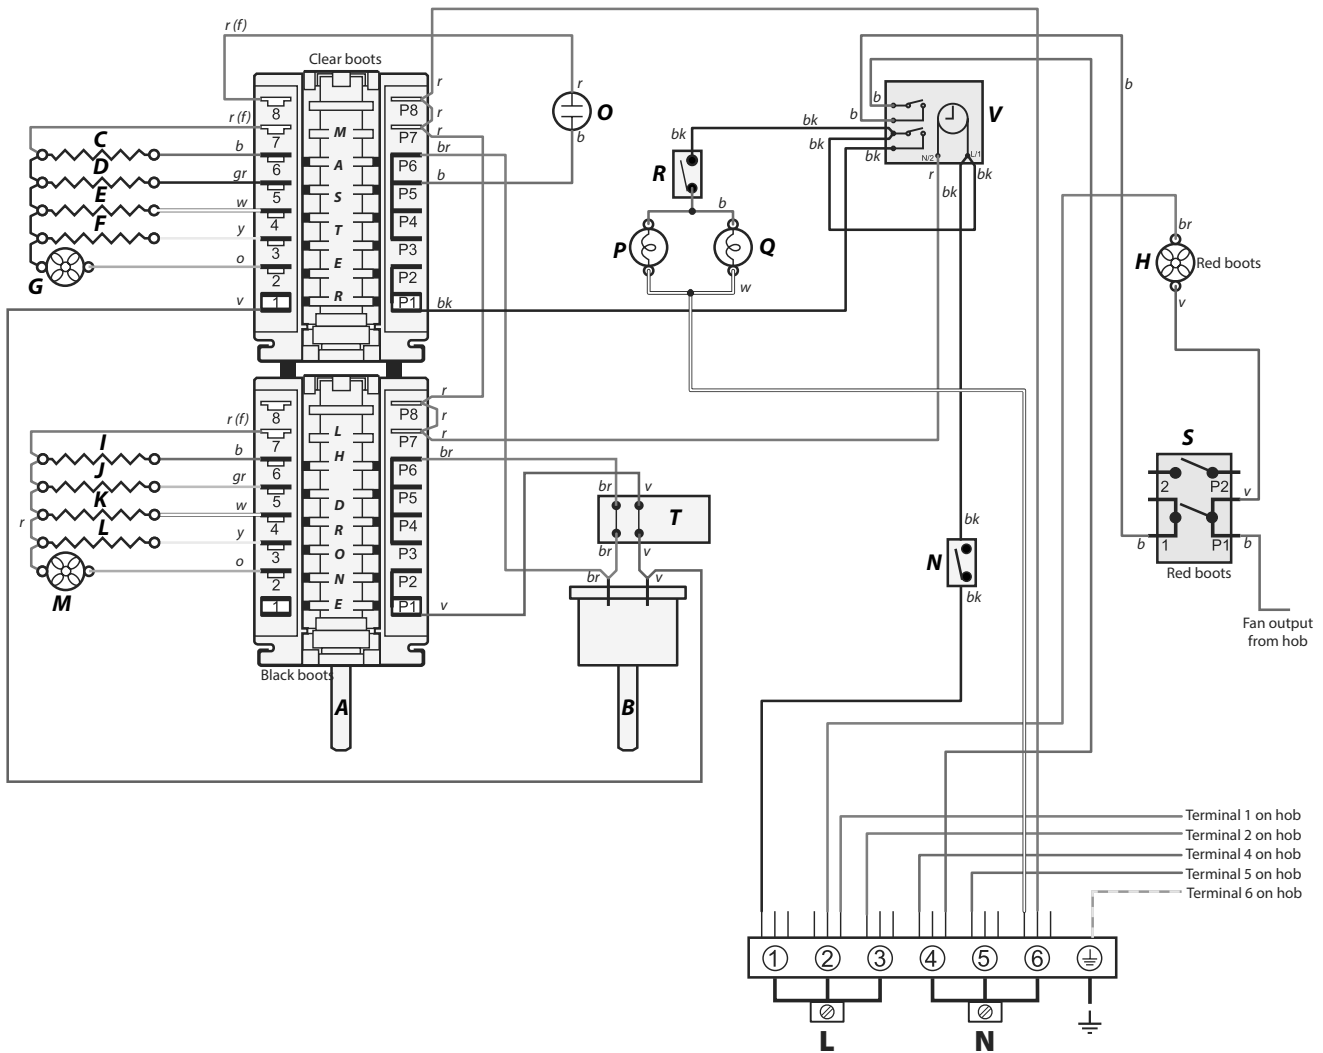 r (f)
Clear boots
r
r
r
8
P8
O
r (f)
7
M
P7
r
b
b
b
V
bk
bk
b
C
b
br
bk
bk
D
6
A
P6
N/2
L/1
gr
b
R
r
bk
bk
E
5
S
P5
w
b
F
4
T
P4
P
Q
br
y
3
E
P3
H
Red boots
o
G
2
P2
w
v
v
1
R
P1
bk
8
L
P8
r
r
r (f)
7
P7
r
I
b
H
br
S
J
6
P6
gr
br
v
2
P2
v
K
5
D
P5
w
r
L
4
R
P4
T
bk
y
br
v
b
1
P1
b
3
O
P3
N
Red boots
o
M
2
N
P2
br
v
bk
1
E
P1
v
Fan output
from hob
Black boots
A
B
Terminal 1 on hob
Terminal 2 on hob
Terminal 4 on hob
Terminal 5 on hob
Terminal 6 on hob
1
2
3
4
5
6
L
N